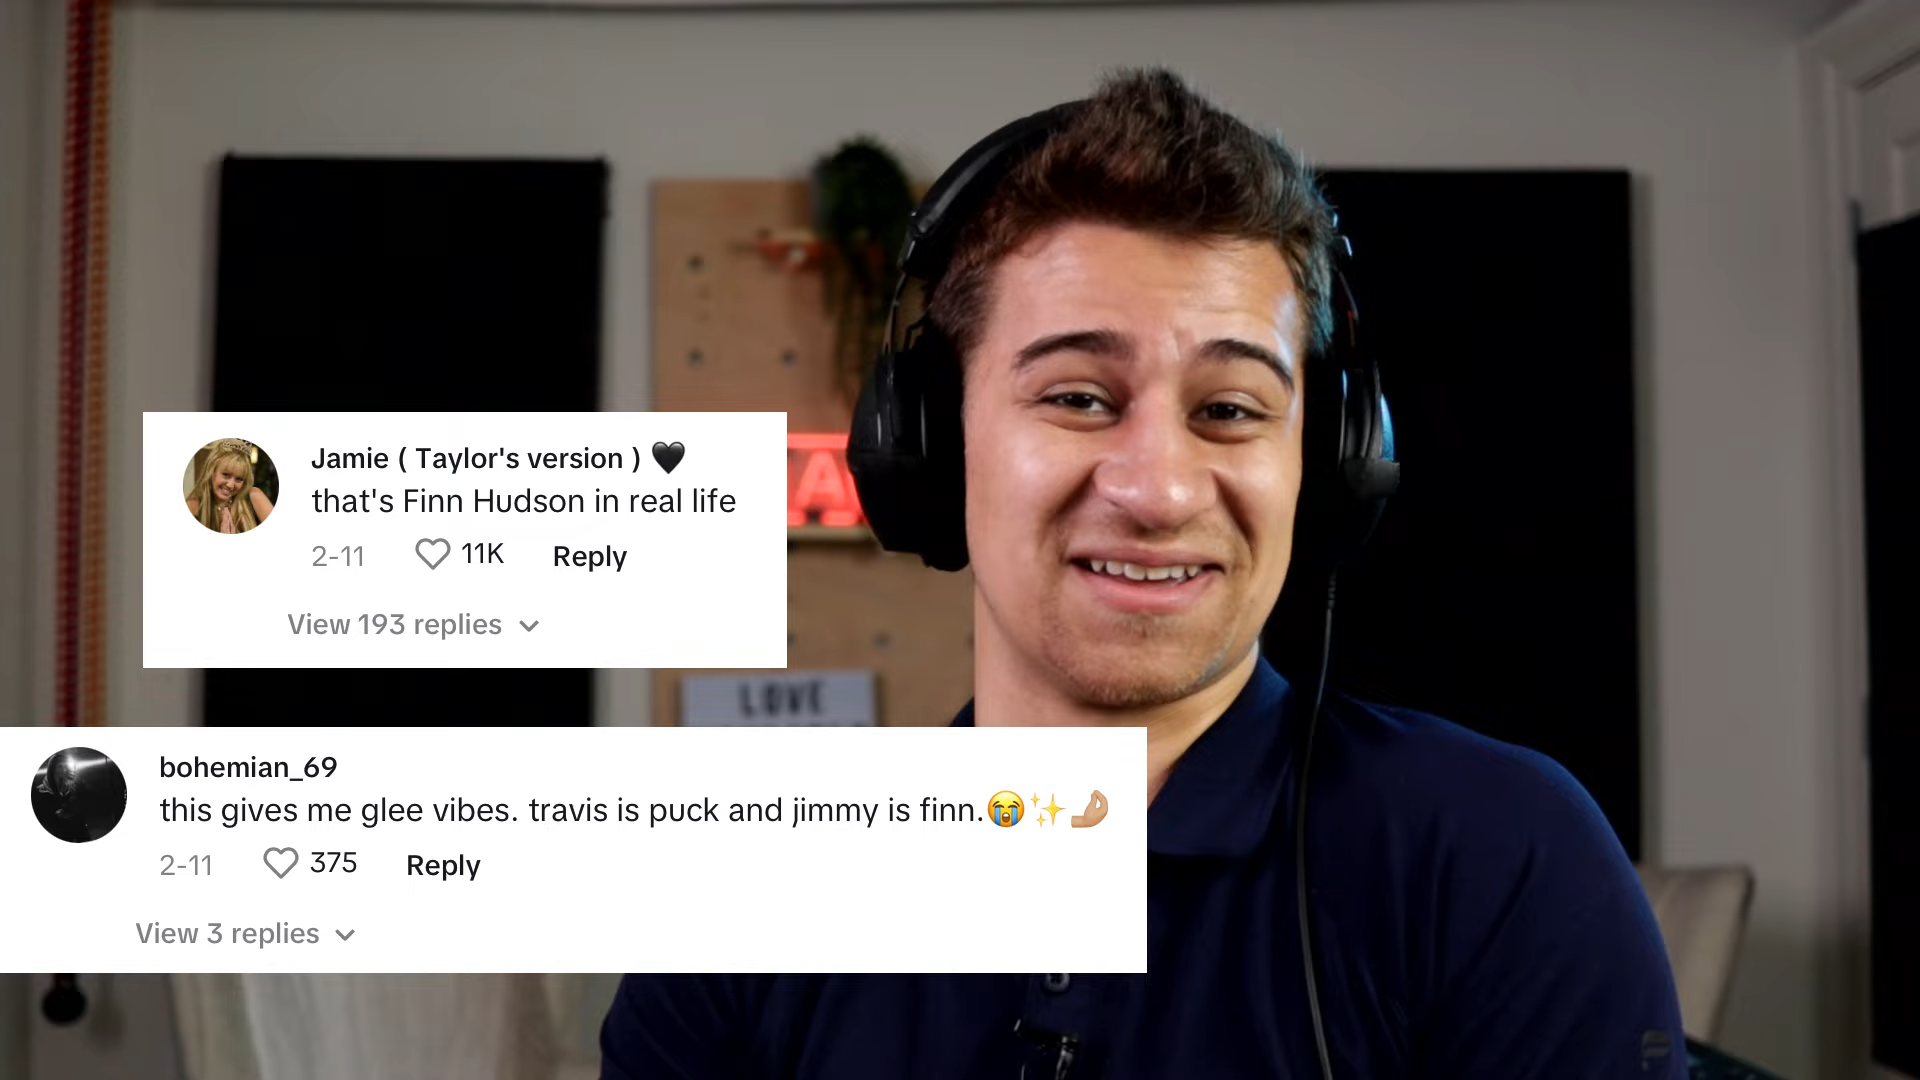 Jamie ( Taylor's version ) 🖤
that's Finn Hudson in real life
2-11 11K Reply
View 193 replies
A
LOVE
bohemian_69
this gives me glee vibes. travis is puck and jimmy is finn.😭✨🤌🏼
2-11 375 Reply
View 3 replies